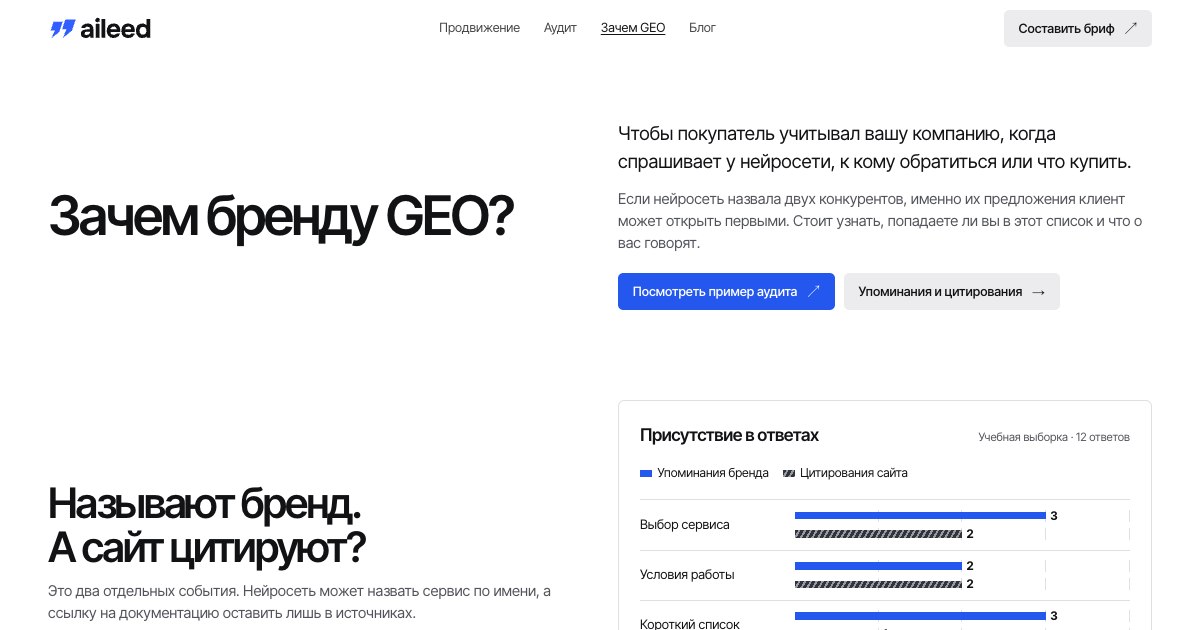 aileed
Продвижение
Аудит
Зачем GEO
Блог
Составить бриф ↗
Зачем бренду GEO?
Чтобы покупатель учитывал вашу компанию, когда
спрашивает у нейросети, к кому обратиться или что купить.
Если нейросеть назвала двух конкурентов, именно их предложения клиент
может открыть первыми. Стоит узнать, попадаете ли вы в этот список и что о
вас говорят.
Посмотреть пример аудита ↗
Упоминания и цитирования →
Называют бренд.
А сайт цитируют?
Это два отдельных события. Нейросеть может назвать сервис по имени, а
ссылку на документацию оставить лишь в источниках.
Присутствие в ответах
Учебная выборка · 12 ответов
Упоминания бренда
Цитирования сайта
Выбор сервиса
3
2
Условия работы
2
2
Короткий список
3